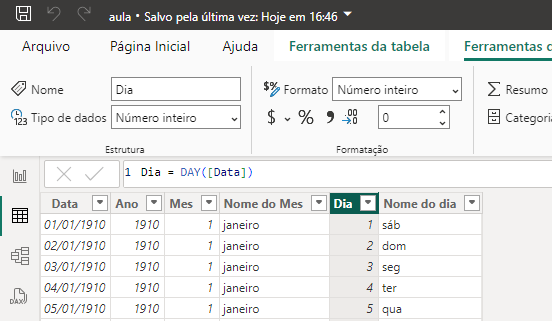 aula • Salvo pela última vez: Hoje em 16:46
Arquivo Página Inicial Ajuda Ferramentas da tabela Ferramentas d
Nome Dia $% Formato Número inteiro Σ Resumo
123 Tipo de dados Número inteiro $ % 0 Categori
Estrutura Formatação
1 Dia = DAY([Data])
Data Ano Mes Nome do Mes Dia Nome do dia
01/01/1910 1910 1 janeiro 1 sáb
02/01/1910 1910 1 janeiro 2 dom
03/01/1910 1910 1 janeiro 3 seg
04/01/1910 1910 1 janeiro 4 ter
05/01/1910 1910 1 janeiro 5 qua
DAX